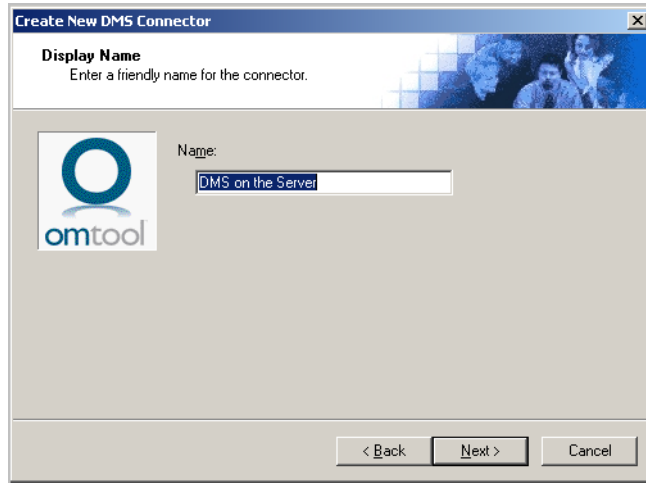 Create New DMS Connector
Display Name
Enter a friendly name for the connector.
Name:
DMS on the Server
omtool
< Back
Next >
Cancel